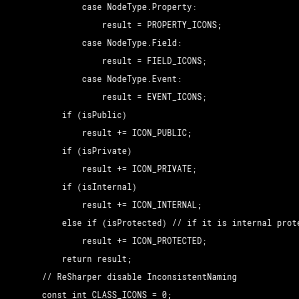 case NodeType.Property:
result = PROPERTY_ICONS;
case NodeType.Field:
result = FIELD_ICONS;
case NodeType.Event:
result = EVENT_ICONS;
if (isPublic)
result += ICON_PUBLIC;
if (isPrivate)
result += ICON_PRIVATE;
if (isInternal)
result += ICON_INTERNAL;
else if (isProtected) // if it is internal prote
result += ICON_PROTECTED;
return result;
// ReSharper disable InconsistentNaming
const int CLASS_ICONS = 0;